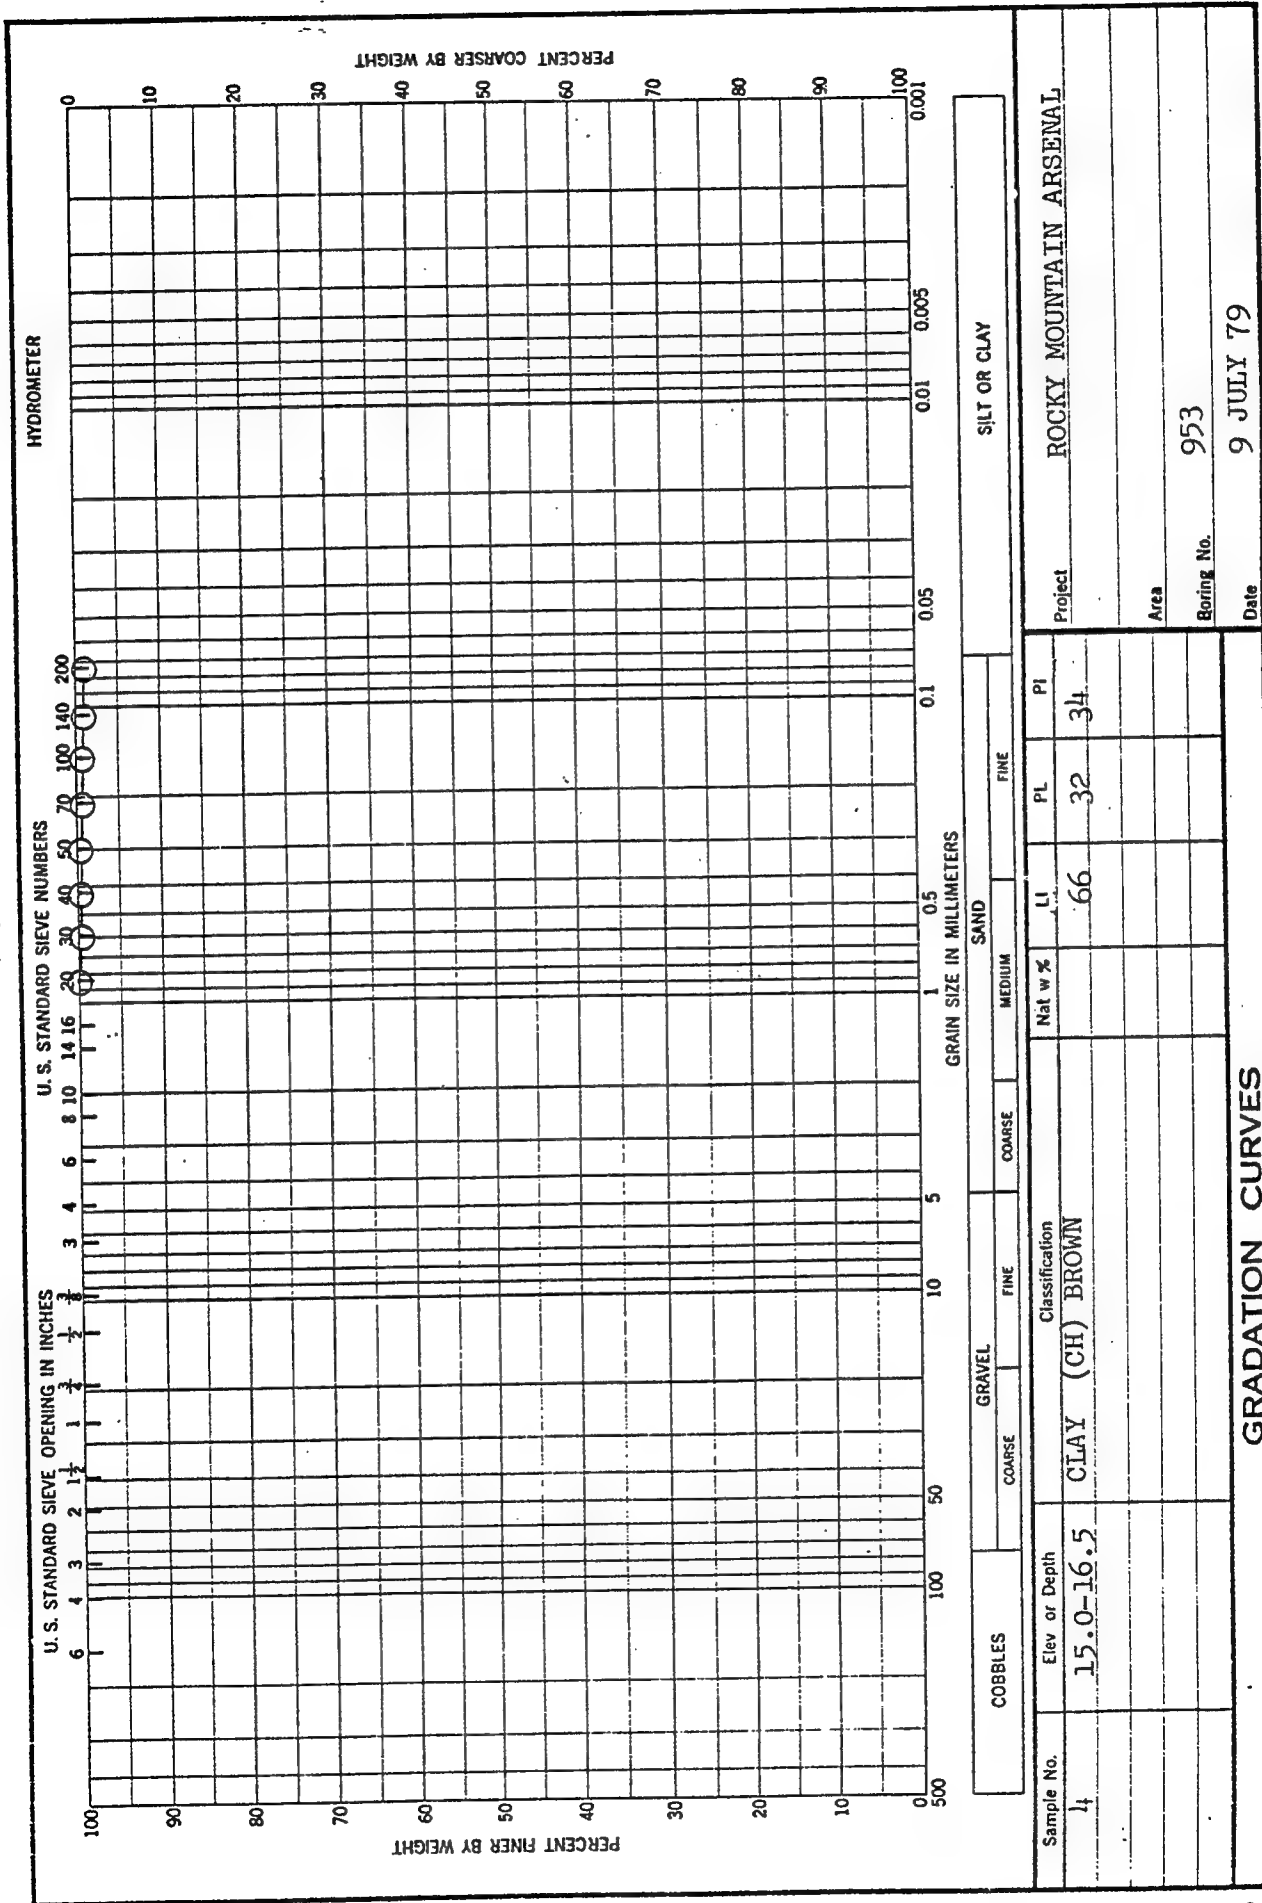 U.S. STANDARD SIEVE OPENING IN INCHES
U. S. STANDARD SIEVE NUMBERS
HYDROMETER
6 4 3 2 1½ 1 ¾ ½ ⅜ 3 4 6 8 10 14 16 20 30 40 50 70 100 140 200
PERCENT FINER BY WEIGHT
100
90
80
70
60
50
40
30
20
10
0
PERCENT COARSER BY WEIGHT
0
10
20
30
40
50
60
70
80
90
100
500 100 50 10 5 1 0.5 0.1 0.05 0.01 0.005 0.001
GRAIN SIZE IN MILLIMETERS
COBBLES GRAVEL SAND SILT OR CLAY
COARSE FINE COARSE MEDIUM FINE
Sample No. Elev or Depth Classification Nat w % LI PL PI
4 15.0-16.5 CLAY (CH) BROWN 66 32 34
Project ROCKY MOUNTAIN ARSENAL
Area
Boring No. 953
Date 9 JULY 79
GRADATION CURVES